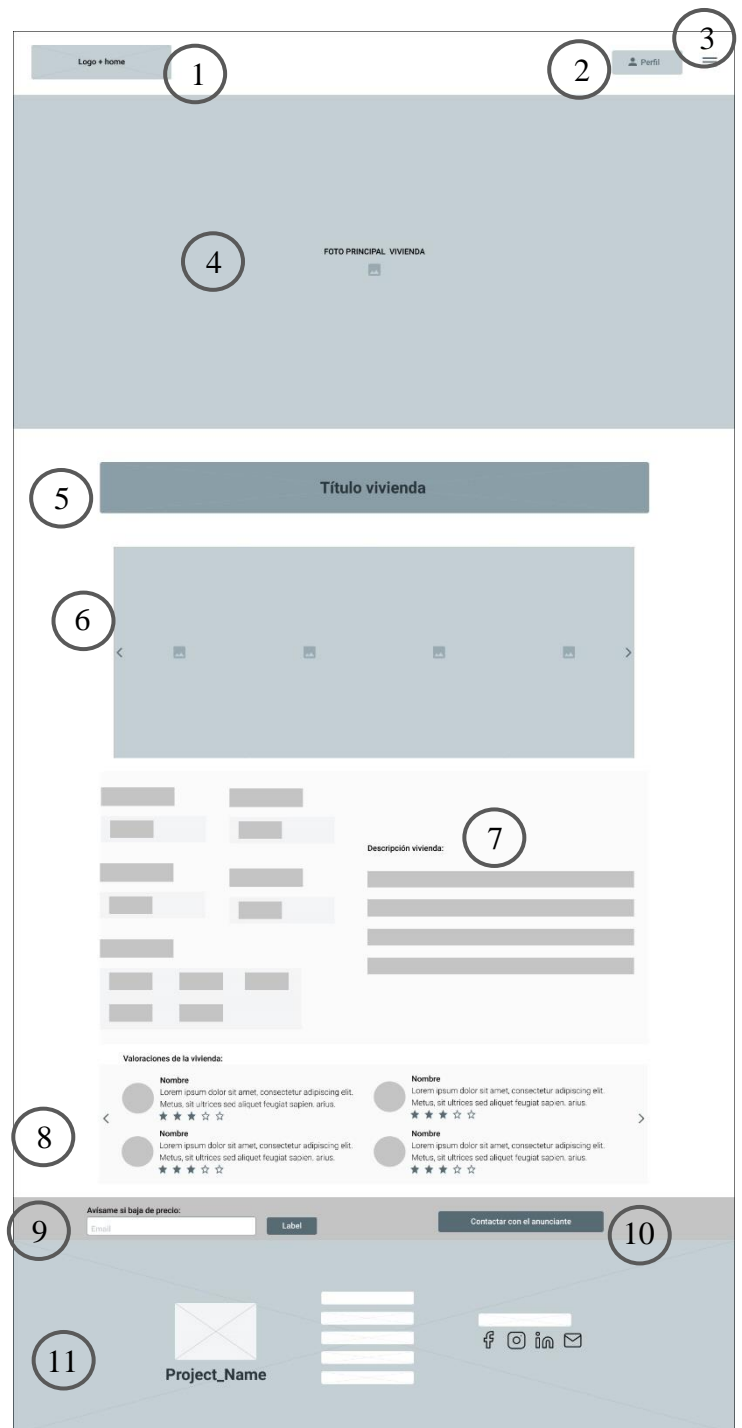 3
Logo + home
1
2
Perfil
4
FOTO PRINCIPAL VIVIENDA
5
Título vivienda
6
7
Descripción vivienda:
Valoraciones de la vivienda:
Nombre
Lorem ipsum dolor sit amet, consectetur adipiscing elit.
Metus, sit ultrices sed aliquet feugiat sapien. arius.
Nombre
Lorem ipsum dolor sit amet, consectetur adipiscing elit.
Metus, sit ultrices sed aliquet feugiat sapien. arius.
8
Nombre
Lorem ipsum dolor sit amet, consectetur adipiscing elit.
Metus, sit ultrices sed aliquet feugiat sapien. arius.
Nombre
Lorem ipsum dolor sit amet, consectetur adipiscing elit.
Metus, sit ultrices sed aliquet feugiat sapien. arius.
9
Avísame si baja de precio:
Email
Label
Contactar con el anunciante
10
11
Project_Name